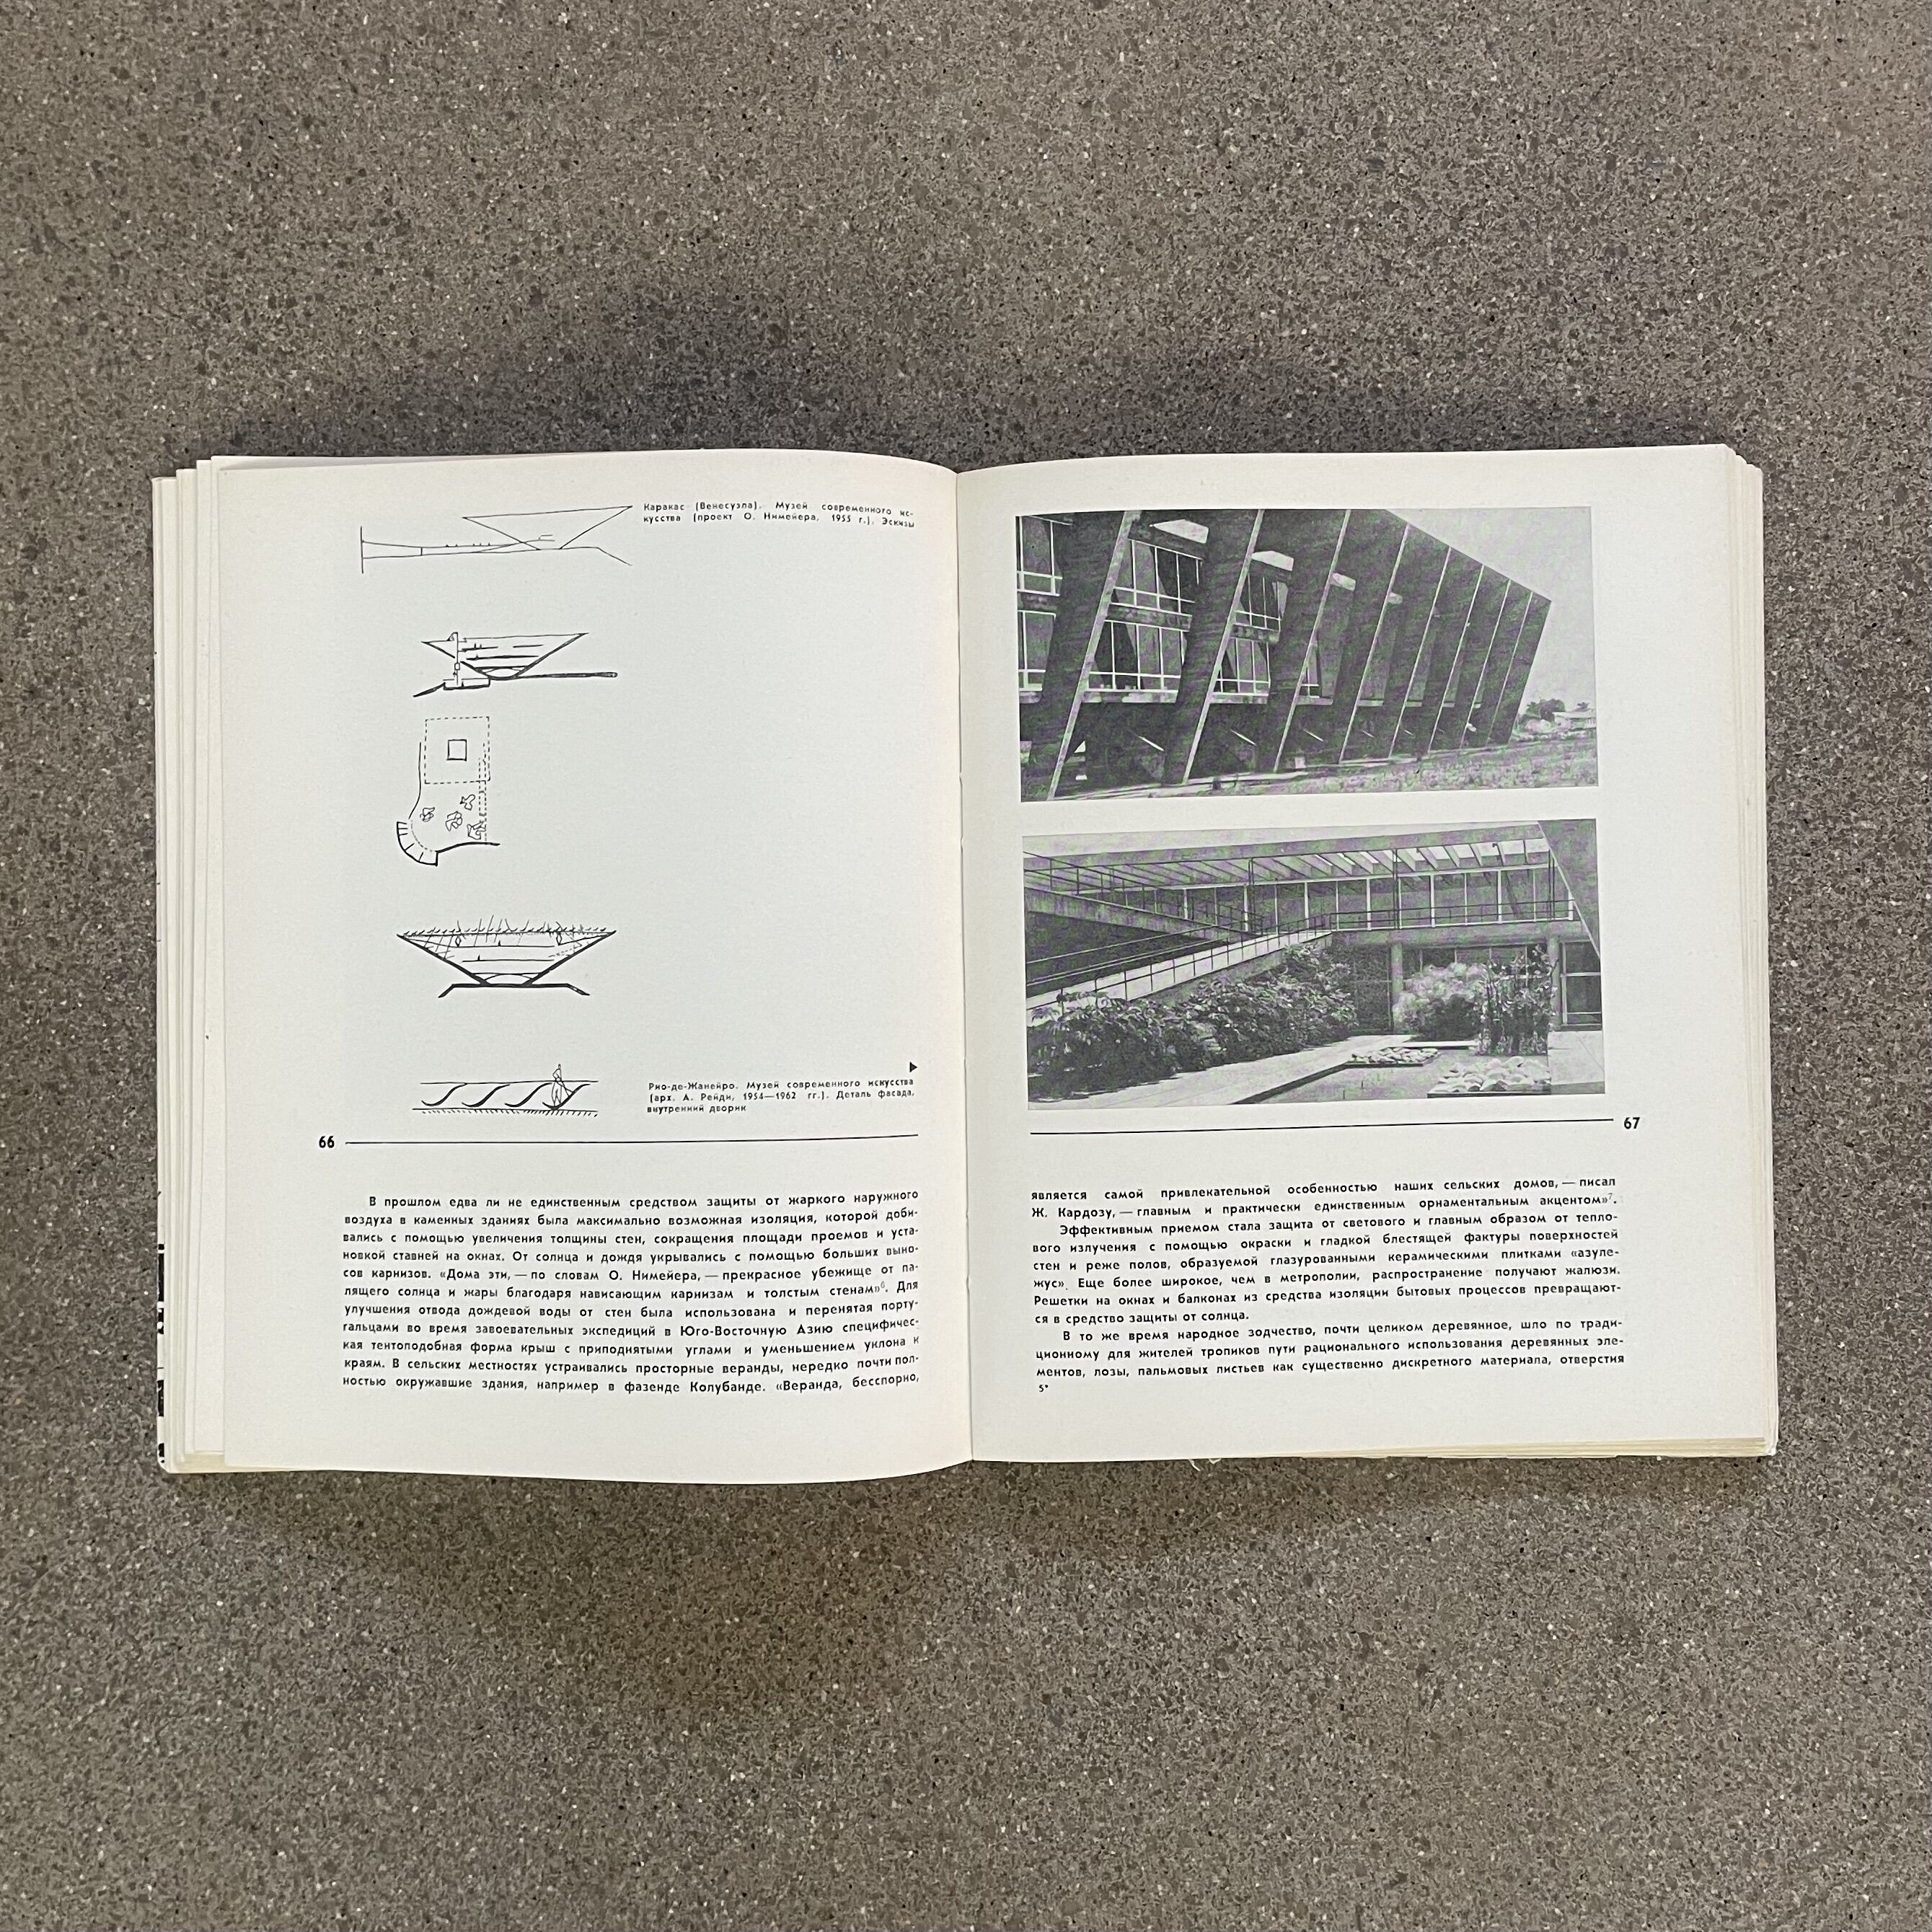 Каракас (Венесуэла). Музей современного ис-
кусства (проект О. Нимейера, 1955 г.). Эскизы
Рио-де-Жанейро. Музей современного искусства
(арх. А. Рейди, 1954—1962 гг.). Деталь фасада,
внутренний дворик
66
В прошлом едва ли не единственным средством защиты от жаркого наружного
воздуха в каменных зданиях была максимально возможная изоляция, которой доби-
вались с помощью увеличения толщины стен, сокращения площади проемов и уста-
новкой ставней на окнах. От солнца и дождя укрывались с помощью больших выно-
сов карнизов. «Дома эти, — по словам О. Нимейера, — прекрасное убежище от па-
лящего солнца и жары благодаря нависающим карнизам и толстым стенам»⁶. Для
улучшения отвода дождевой воды от стен была использована и перенятая порту-
гальцами во время завоевательных экспедиций в Юго-Восточную Азию специфичес-
кая тентоподобная форма крыш с приподнятыми углами и уменьшением уклона к
краям. В сельских местностях устраивались просторные веранды, нередко почти пол-
ностью окружавшие здания, например в фазенде Колубанде. «Веранда, бесспорно,
67
является самой привлекательной особенностью наших сельских домов, — писал
Ж. Кардозу, — главным и практически единственным орнаментальным акцентом»⁷.
Эффективным приемом стала защита от светового и главным образом от тепло-
вого излучения с помощью окраски и гладкой блестящей фактуры поверхностей
стен и реже полов, образуемой глазурованными керамическими плитками «азуле-
жус». Еще более широкое, чем в метрополии, распространение получают жалюзи.
Решетки на окнах и балконах из средства изоляции бытовых процессов превращают-
ся в средство защиты от солнца.
В то же время народное зодчество, почти целиком деревянное, шло по тради-
ционному для жителей тропиков пути рационального использования деревянных эле-
ментов, лозы, пальмовых листьев как существенно дискретного материала, отверстия
5*